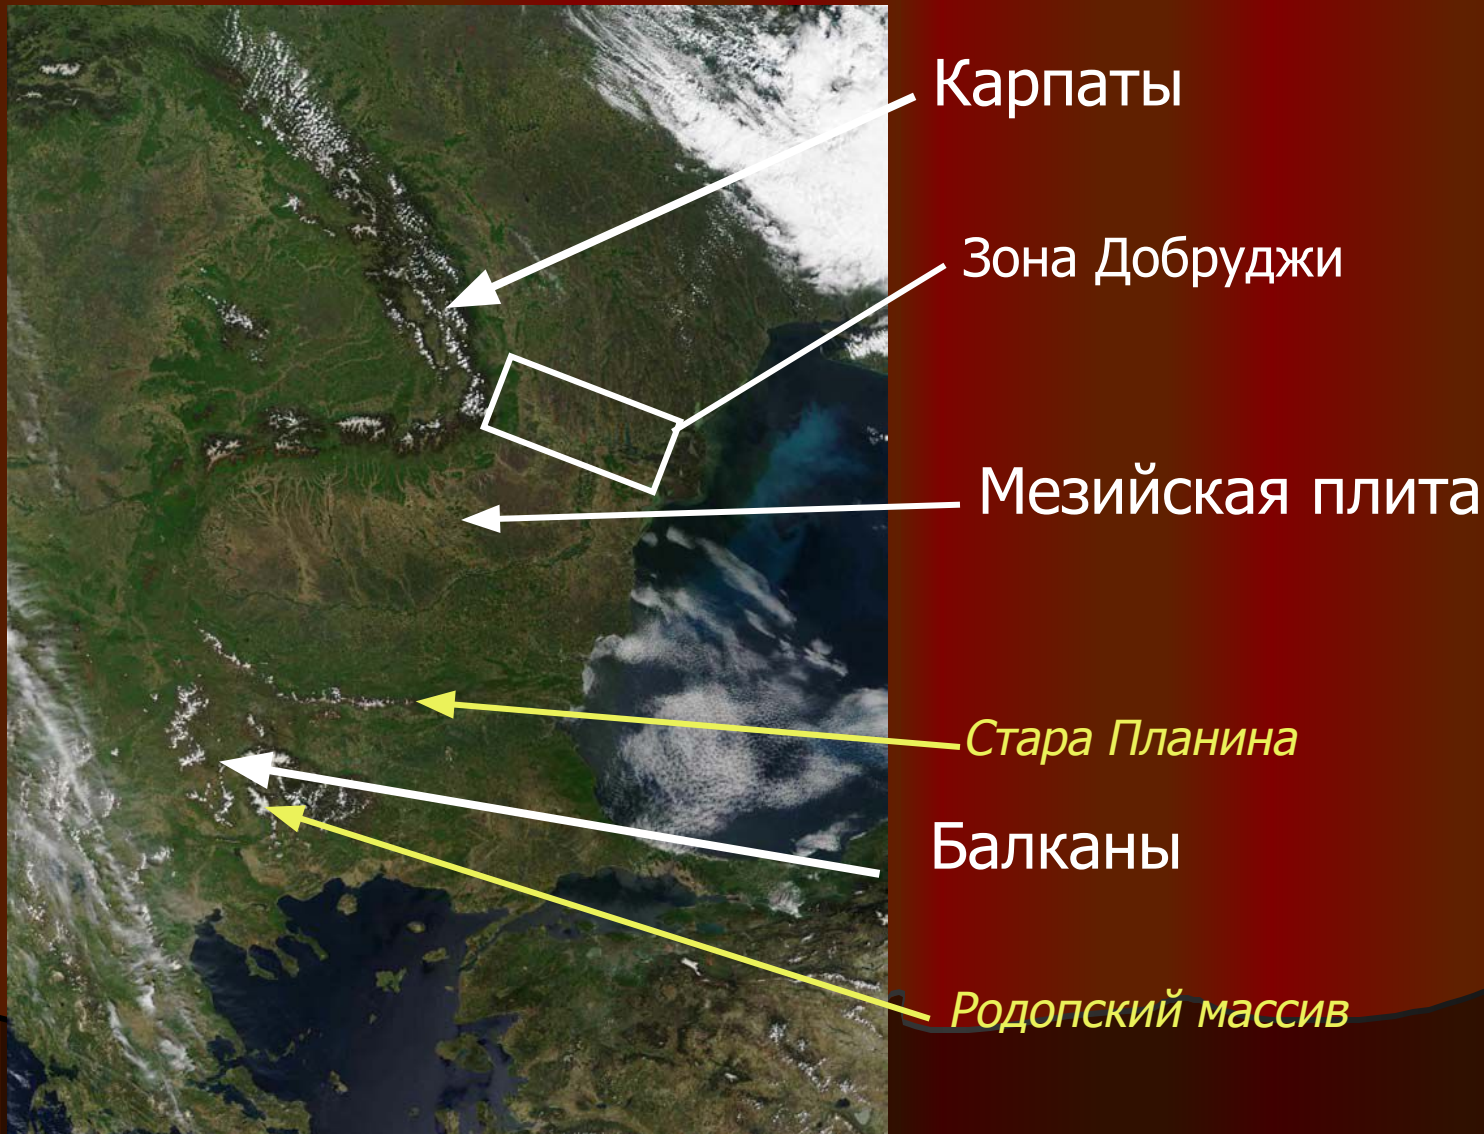 Карпаты
Зона Добруджи
Мезийская плита
Стара Планина
Балканы
Родопский массив